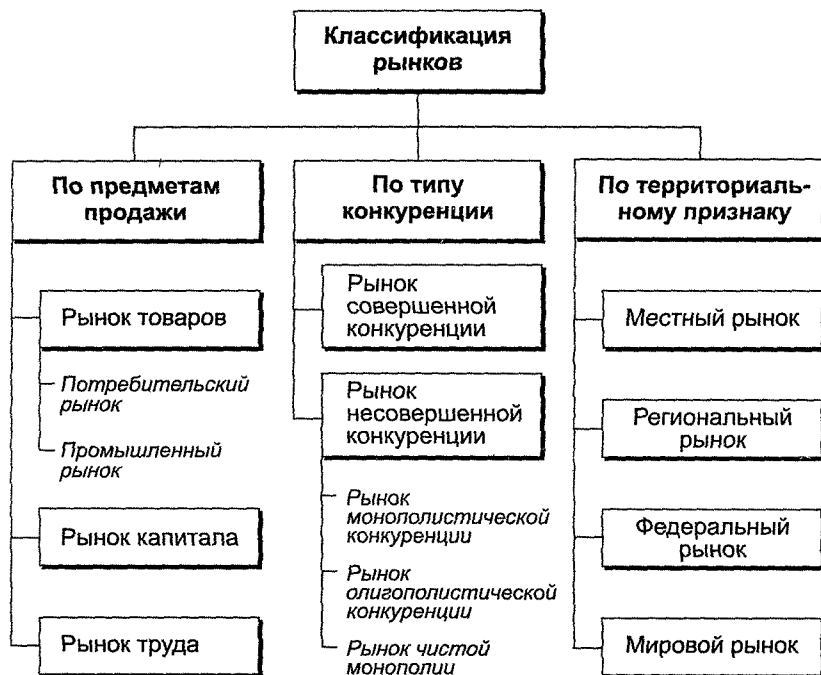 Классификация
рынков
По предметам
продажи
Рынок товаров
Потребительский
рынок
Промышленный
рынок
Рынок капитала
Рынок труда
По типу
конкуренции
Рынок
совершенной
конкуренции
Рынок
несовершенной
конкуренции
Рынок
монополистической
конкуренции
Рынок
олигополистической
конкуренции
Рынок чистой
монополии
По территориаль-
ному признаку
Местный рынок
Региональный
рынок
Федеральный
рынок
Мировой рынок